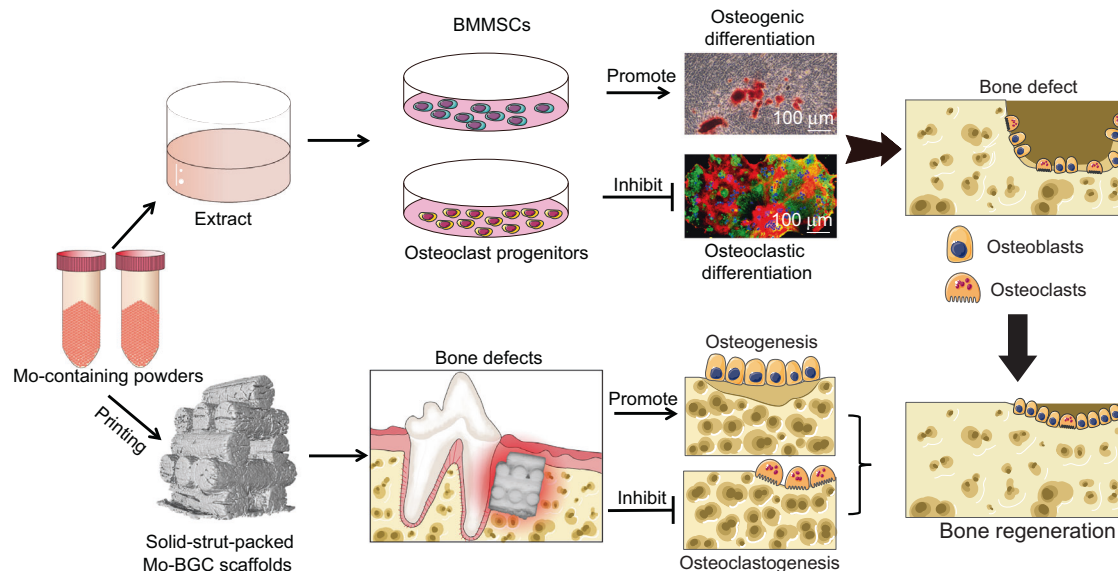 BMMSCs
Osteogenic
differentiation
Promote
100 µm
Bone defect
Extract
Inhibit
100 µm
Osteoclast progenitors
Osteoclastic
differentiation
Osteoblasts
Osteoclasts
Mo-containing powders
Printing
Solid-strut-packed
Mo-BGC scaffolds
Bone defects
Osteogenesis
Promote
Inhibit
Osteoclastogenesis
Bone regeneration